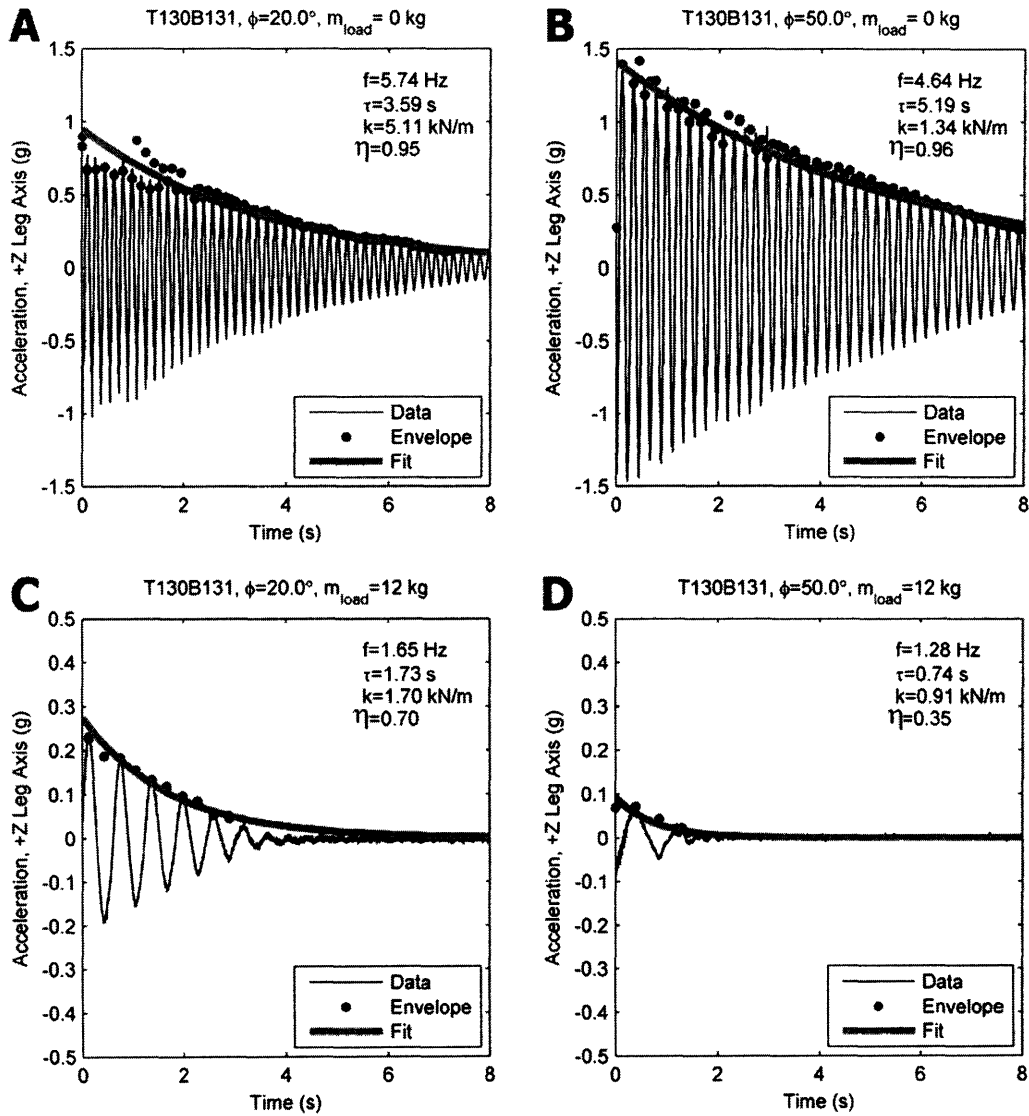 A
T130B131, ϕ=20.0°, mload= 0 kg
1.5
1
0.5
0
-0.5
-1
-1.5
Acceleration, +Z Leg Axis (g)
f=5.74 Hz
τ=3.59 s
k=5.11 kN/m
η=0.95
Data
Envelope
Fit
0 2 4 6 8
Time (s)
B
T130B131, ϕ=50.0°, mload= 0 kg
1.5
1
0.5
0
-0.5
-1
-1.5
Acceleration, +Z Leg Axis (g)
f=4.64 Hz
τ=5.19 s
k=1.34 kN/m
η=0.96
Data
Envelope
Fit
0 2 4 6 8
Time (s)
C
T130B131, ϕ=20.0°, mload=12 kg
0.5
0.4
0.3
0.2
0.1
0
-0.1
-0.2
-0.3
-0.4
-0.5
Acceleration, +Z Leg Axis (g)
f=1.65 Hz
τ=1.73 s
k=1.70 kN/m
η=0.70
Data
Envelope
Fit
0 2 4 6 8
Time (s)
D
T130B131, ϕ=50.0°, mload=12 kg
0.5
0.4
0.3
0.2
0.1
0
-0.1
-0.2
-0.3
-0.4
-0.5
Acceleration, +Z Leg Axis (g)
f=1.28 Hz
τ=0.74 s
k=0.91 kN/m
η=0.35
Data
Envelope
Fit
0 2 4 6 8
Time (s)